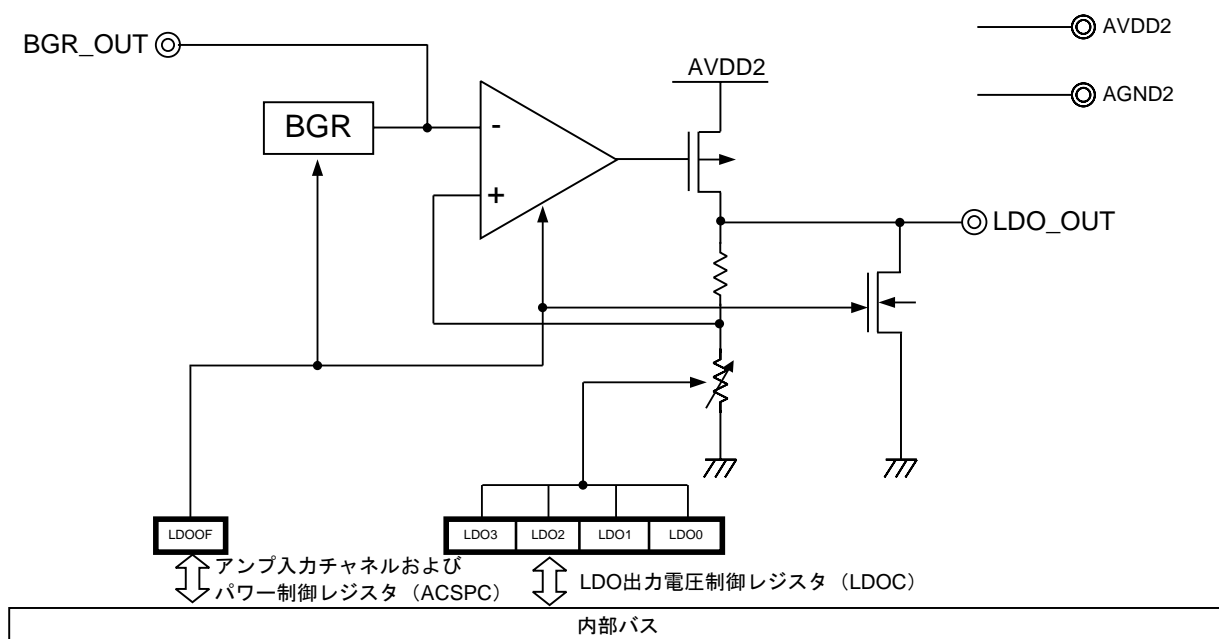 BGR_OUT
AVDD2
AVDD2
AGND2
BGR
-
+
LDO_OUT
LDOOF
LDO3 LDO2 LDO1 LDO0
アンプ入力チャネルおよび
パワー制御レジスタ（ACSPC）
LDO出力電圧制御レジスタ（LDOC）
内部バス